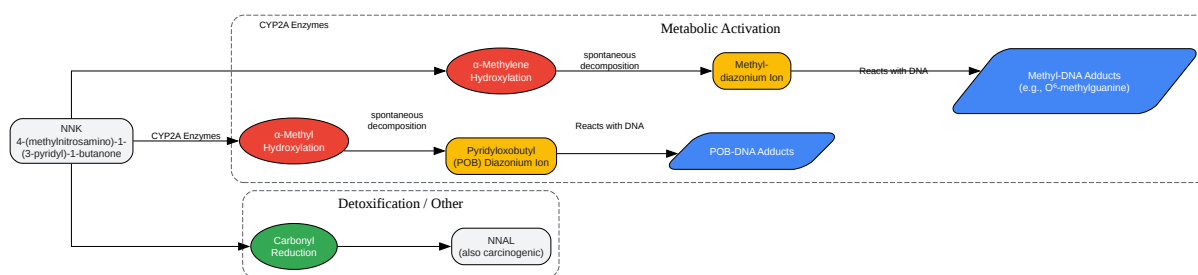 CYP2A Enzymes
Metabolic Activation
α-Methylene
Hydroxylation
spontaneous
decomposition
Methyl-
diazonium Ion
Reacts with DNA
Methyl-DNA Adducts
(e.g., O⁶-methylguanine)
NNK
4-(methylnitrosamino)-1-
(3-pyridyl)-1-butanone
CYP2A Enzymes
α-Methyl
Hydroxylation
spontaneous
decomposition
Pyridyloxobutyl
(POB) Diazonium Ion
Reacts with DNA
POB-DNA Adducts
Detoxification / Other
Carbonyl
Reduction
NNAL
(also carcinogenic)